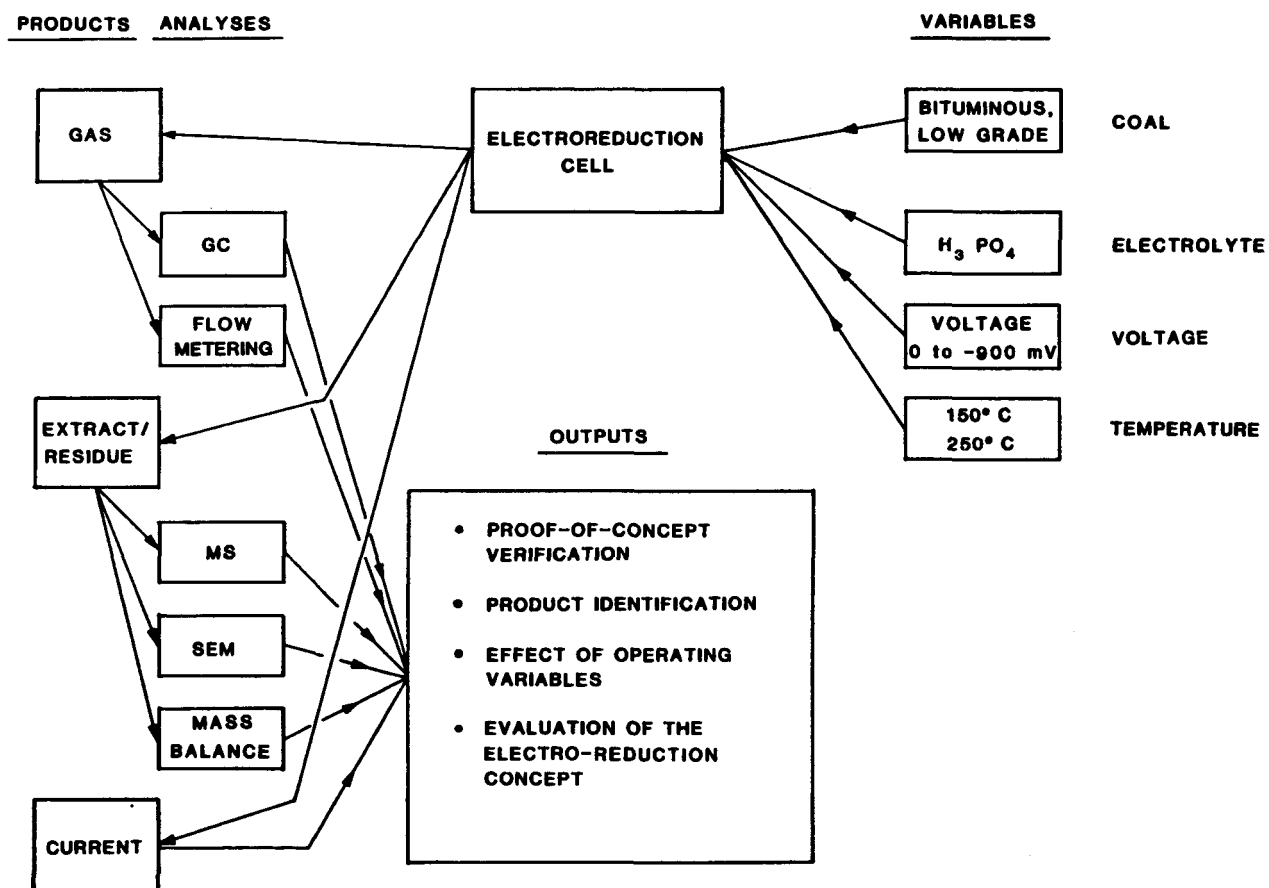 PRODUCTS
ANALYSES
VARIABLES
GAS
ELECTROREDUCTION
CELL
BITUMINOUS,
LOW GRADE
COAL
GC
H3 PO4
ELECTROLYTE
FLOW
METERING
VOLTAGE
0 to -900 mV
VOLTAGE
EXTRACT/
RESIDUE
150° C
250° C
TEMPERATURE
OUTPUTS
• PROOF-OF-CONCEPT
VERIFICATION
• PRODUCT IDENTIFICATION
• EFFECT OF OPERATING
VARIABLES
• EVALUATION OF THE
ELECTRO-REDUCTION
CONCEPT
MS
SEM
MASS
BALANCE
CURRENT